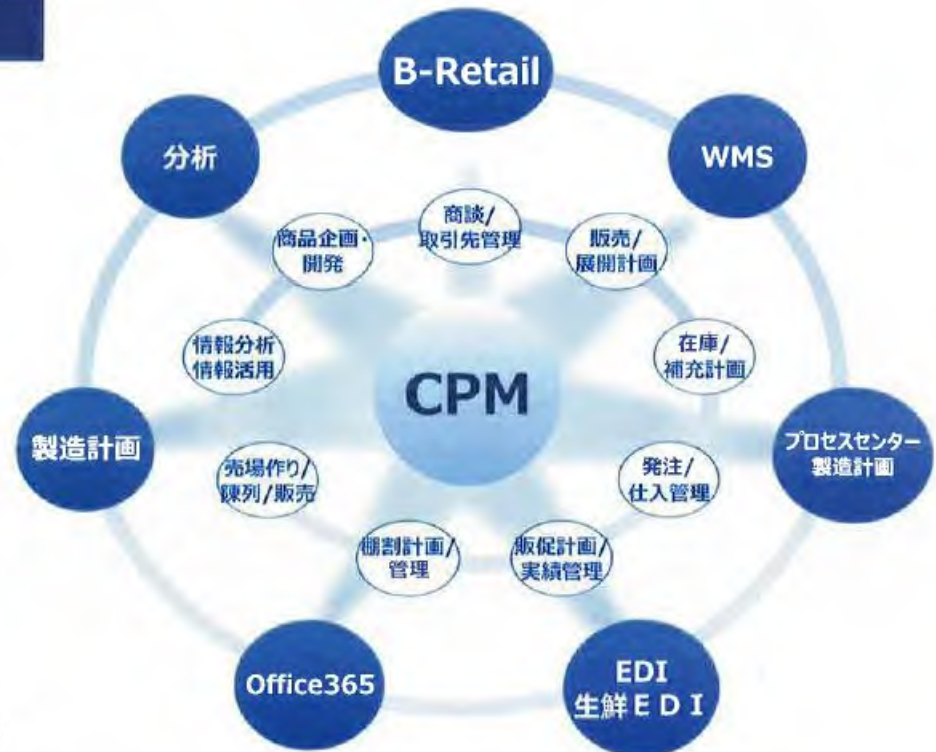 B-Retail
分析
WMS
商談/
取引先管理
商品企画・
開発
販売/
展開計画
情報分析
情報活用
在庫/
補充計画
CPM
製造計画
プロセスセンター
製造計画
売場作り/
陳列/販売
発注/
仕入管理
棚割計画/
管理
販促計画/
実績管理
Office365
EDI
生鮮ＥＤＩ